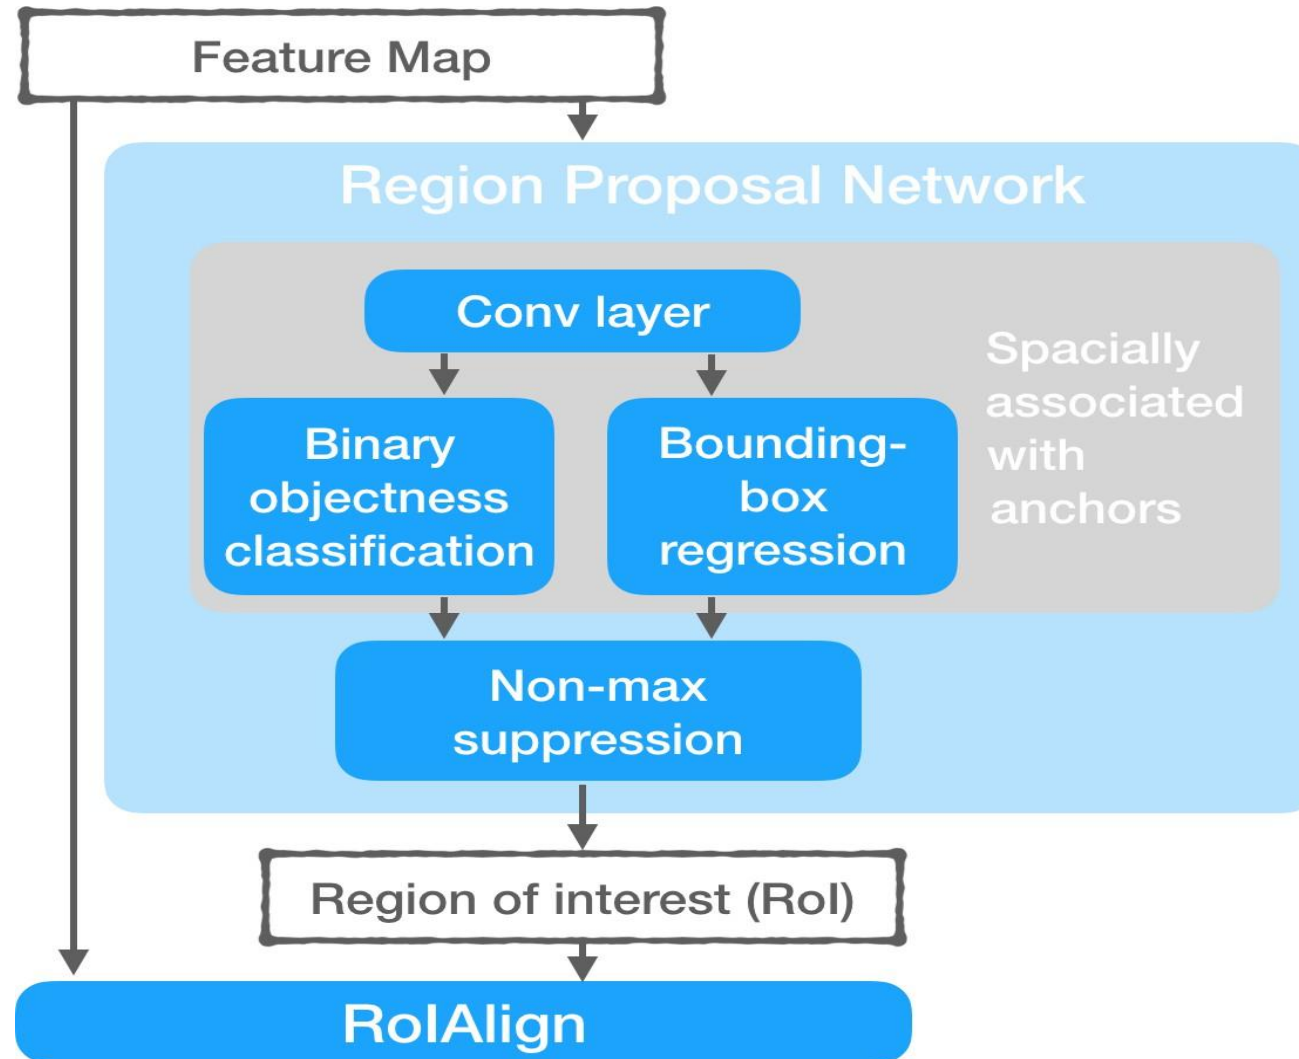 Feature Map
Region Proposal Network
Conv layer
Spacially
associated
with
anchors
Binary
objectness
classification
Bounding-
box
regression
Non-max
suppression
Region of interest (RoI)
RoIAlign